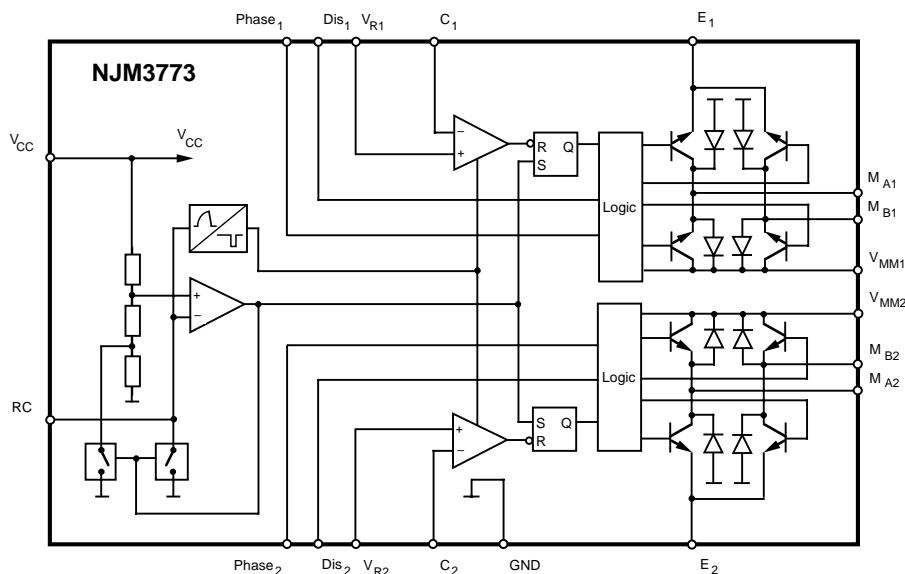 Phase1 Dis1 VR1 C1 E1
NJM3773
VCC VCC
R Q
S
− +
Logic
MA1
MB1
VMM1
VMM2
+ −
Logic
MB2
MA2
RC
S Q
R
+ −
Phase2 Dis2 VR2 C2 GND E2